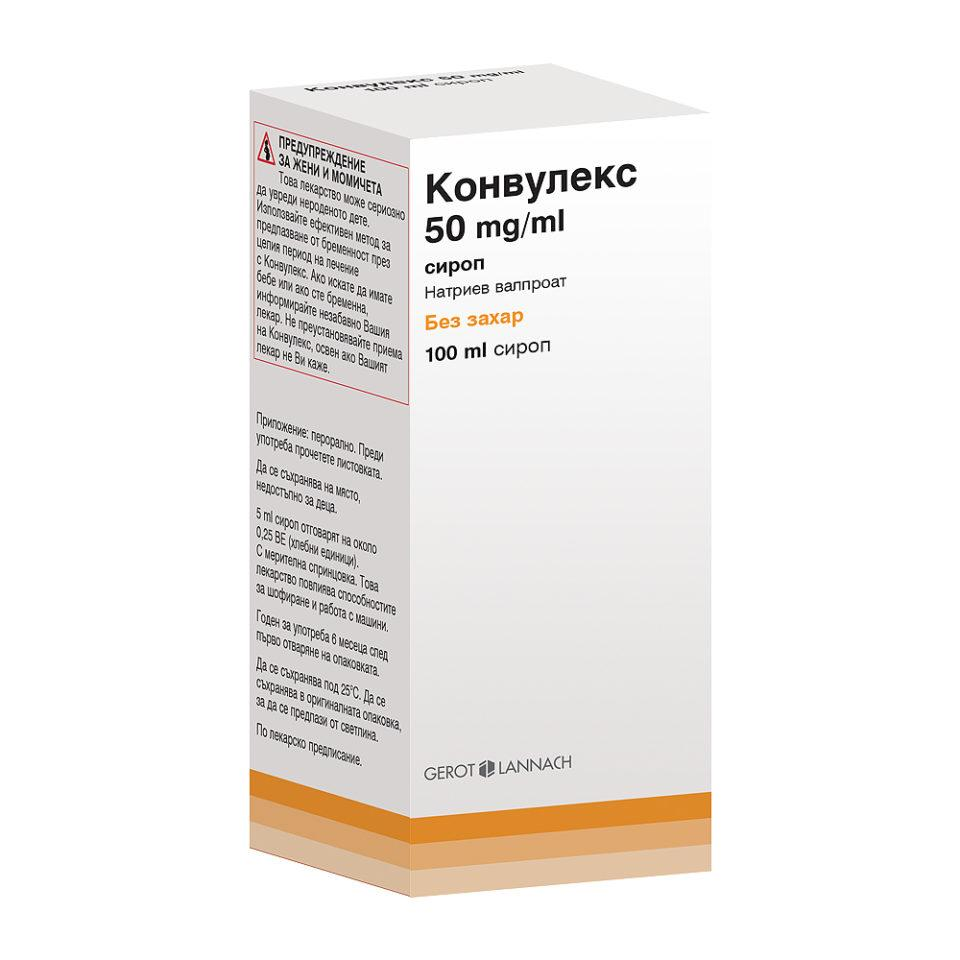 Конвулекс 50 mg/ml
100 ml сироп
ПРЕДУПРЕЖДЕНИЕ
ЗА ЖЕНИ И МОМИЧЕТА
Това лекарство може сериозно
да увреди нероденото дете.
Използвайте ефективен метод за
предпазване от бременност през
целия период на лечение
с Конвулекс. Ако искате да имате
бебе или ако сте бременна,
информирайте незабавно Вашия
лекар. Не преустановявайте приема
на Конвулекс, освен ако Вашият
лекар не Ви каже.
Приложение: перорално. Преди
употреба прочетете листовката.
Да се съхранява на място,
недостъпно за деца.
5 ml сироп отговарят на около
0,25 BE (хлебни единици).
С мерителна спринцовка. Това
лекарство повлиява способностите
за шофиране и работа с машини.
Годен за употреба 6 месеца след
първо отваряне на опаковката.
Да се съхранява под 25°C. Да се
съхранява в оригиналната опаковка,
за да се предпази от светлина.
По лекарско предписание.
Конвулекс
50 mg/ml
сироп
Натриев валпроат
Без захар
100 ml сироп
GEROT LANNACH